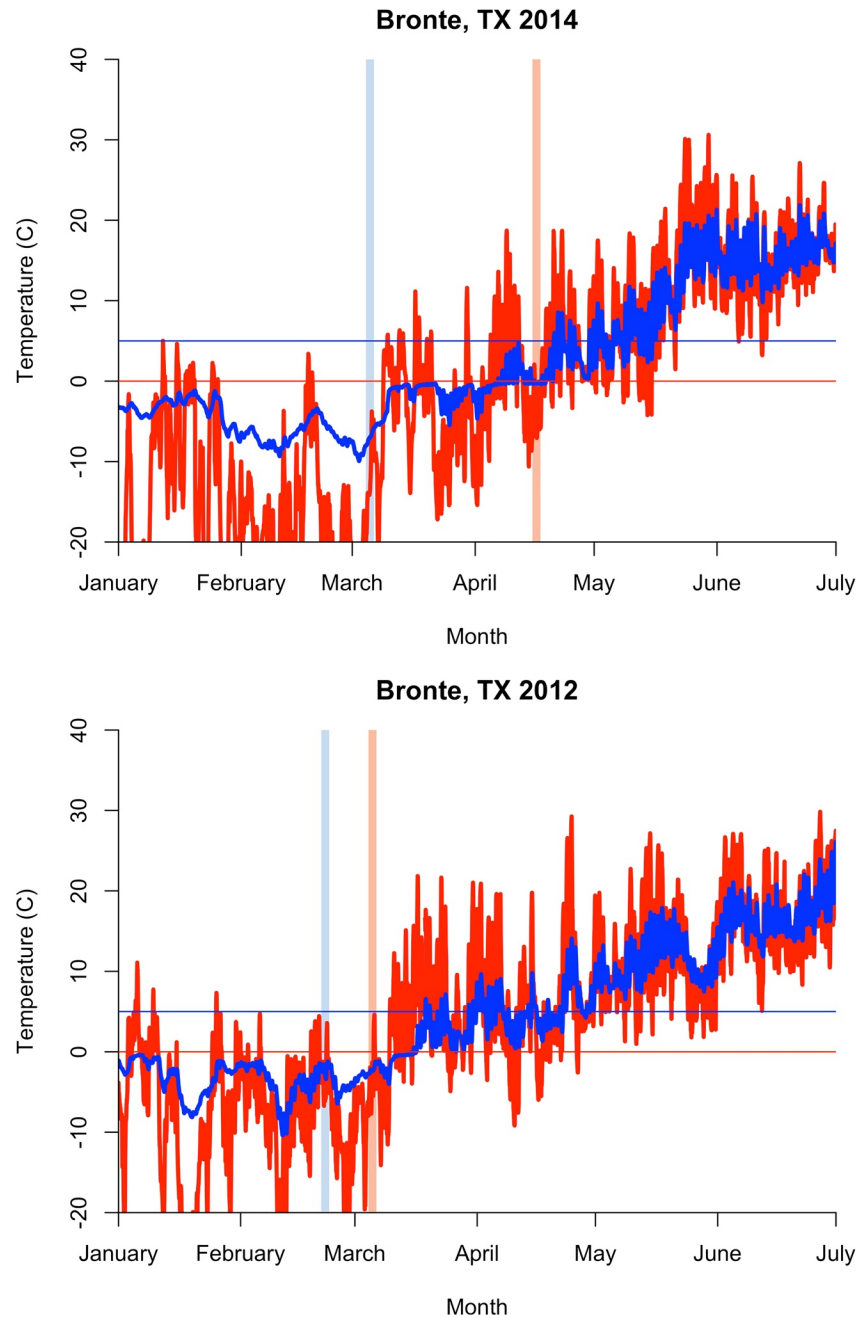 Bronte, TX 2014
Temperature (C)
40
30
20
10
0
-10
-20
January February March April May June July
Month
Bronte, TX 2012
Temperature (C)
40
30
20
10
0
-10
-20
January February March April May June July
Month